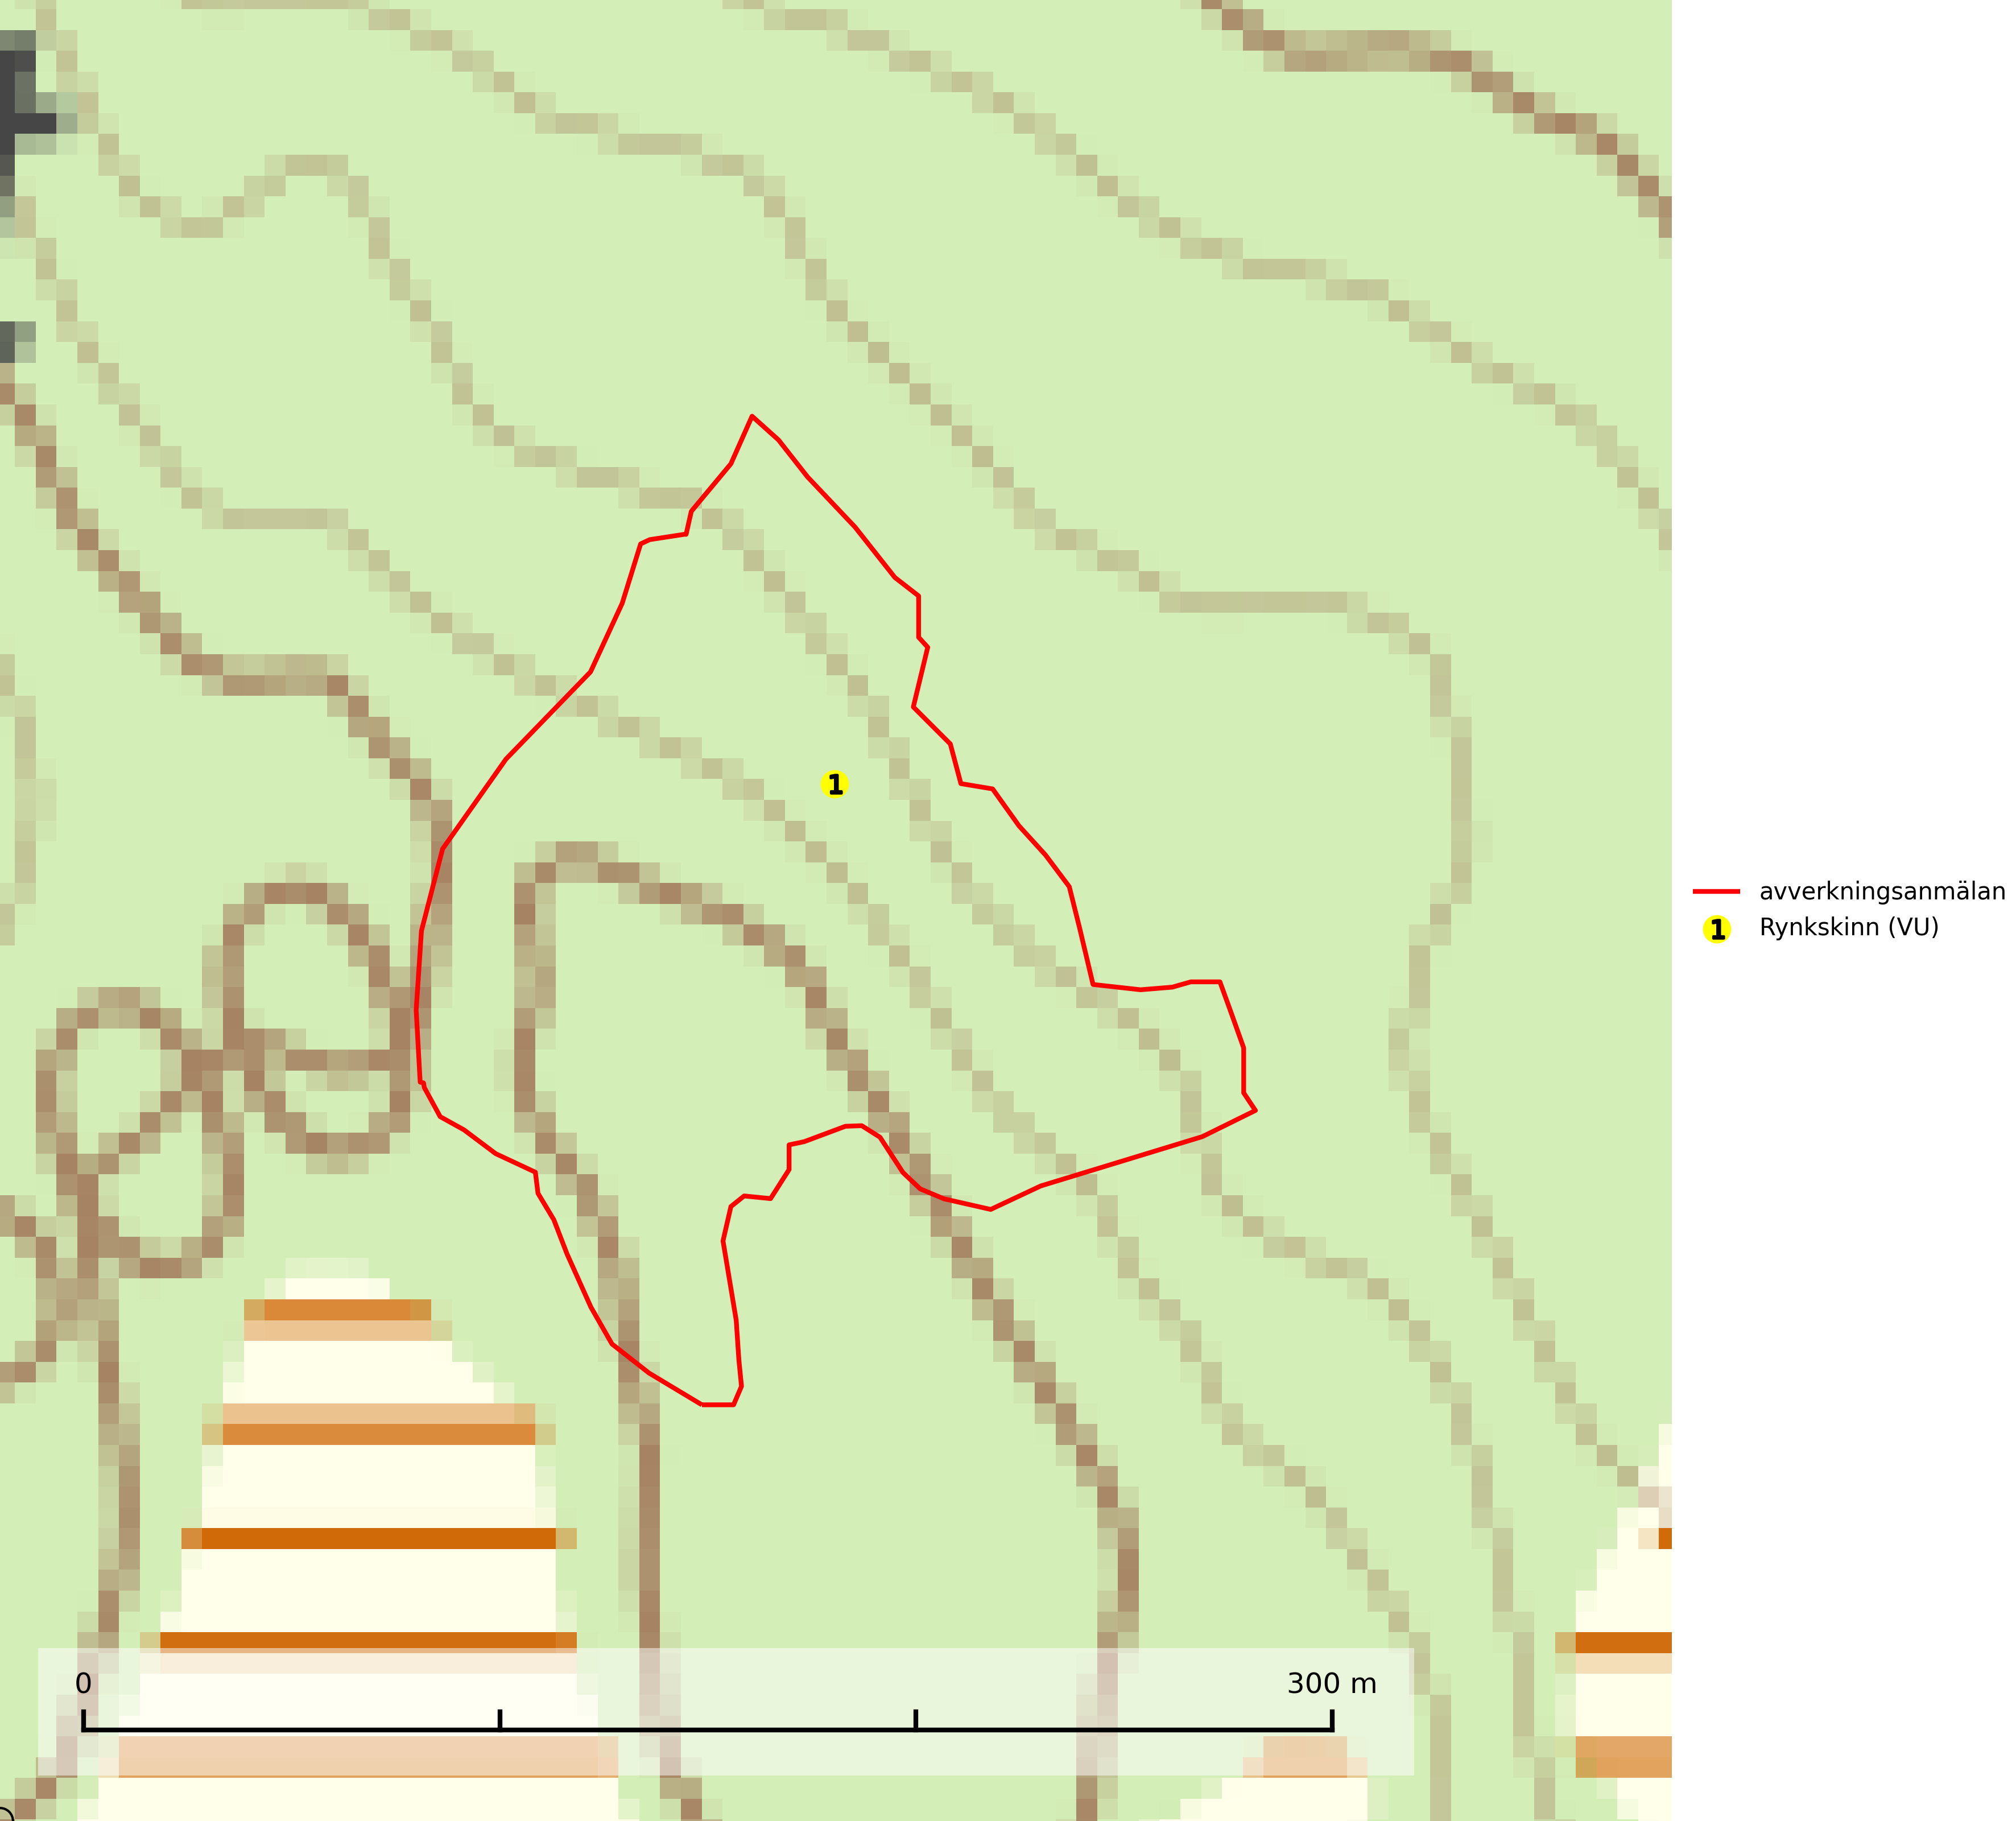 1
avverkningsanmälan
1 Rynkskinn (VU)
0 300 m